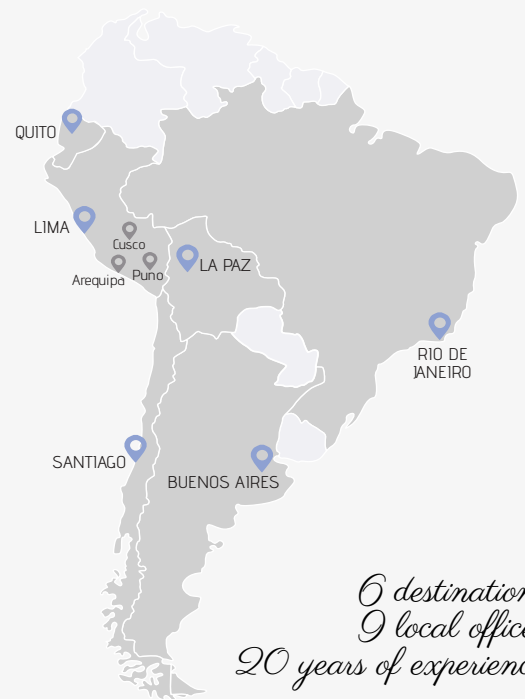 QUITO
LIMA
Cusco
LA PAZ
Puno
Arequipa
RIO DE
JANEIRO
SANTIAGO
BUENOS AIRES
6 destination
9 local office
20 years of experienc